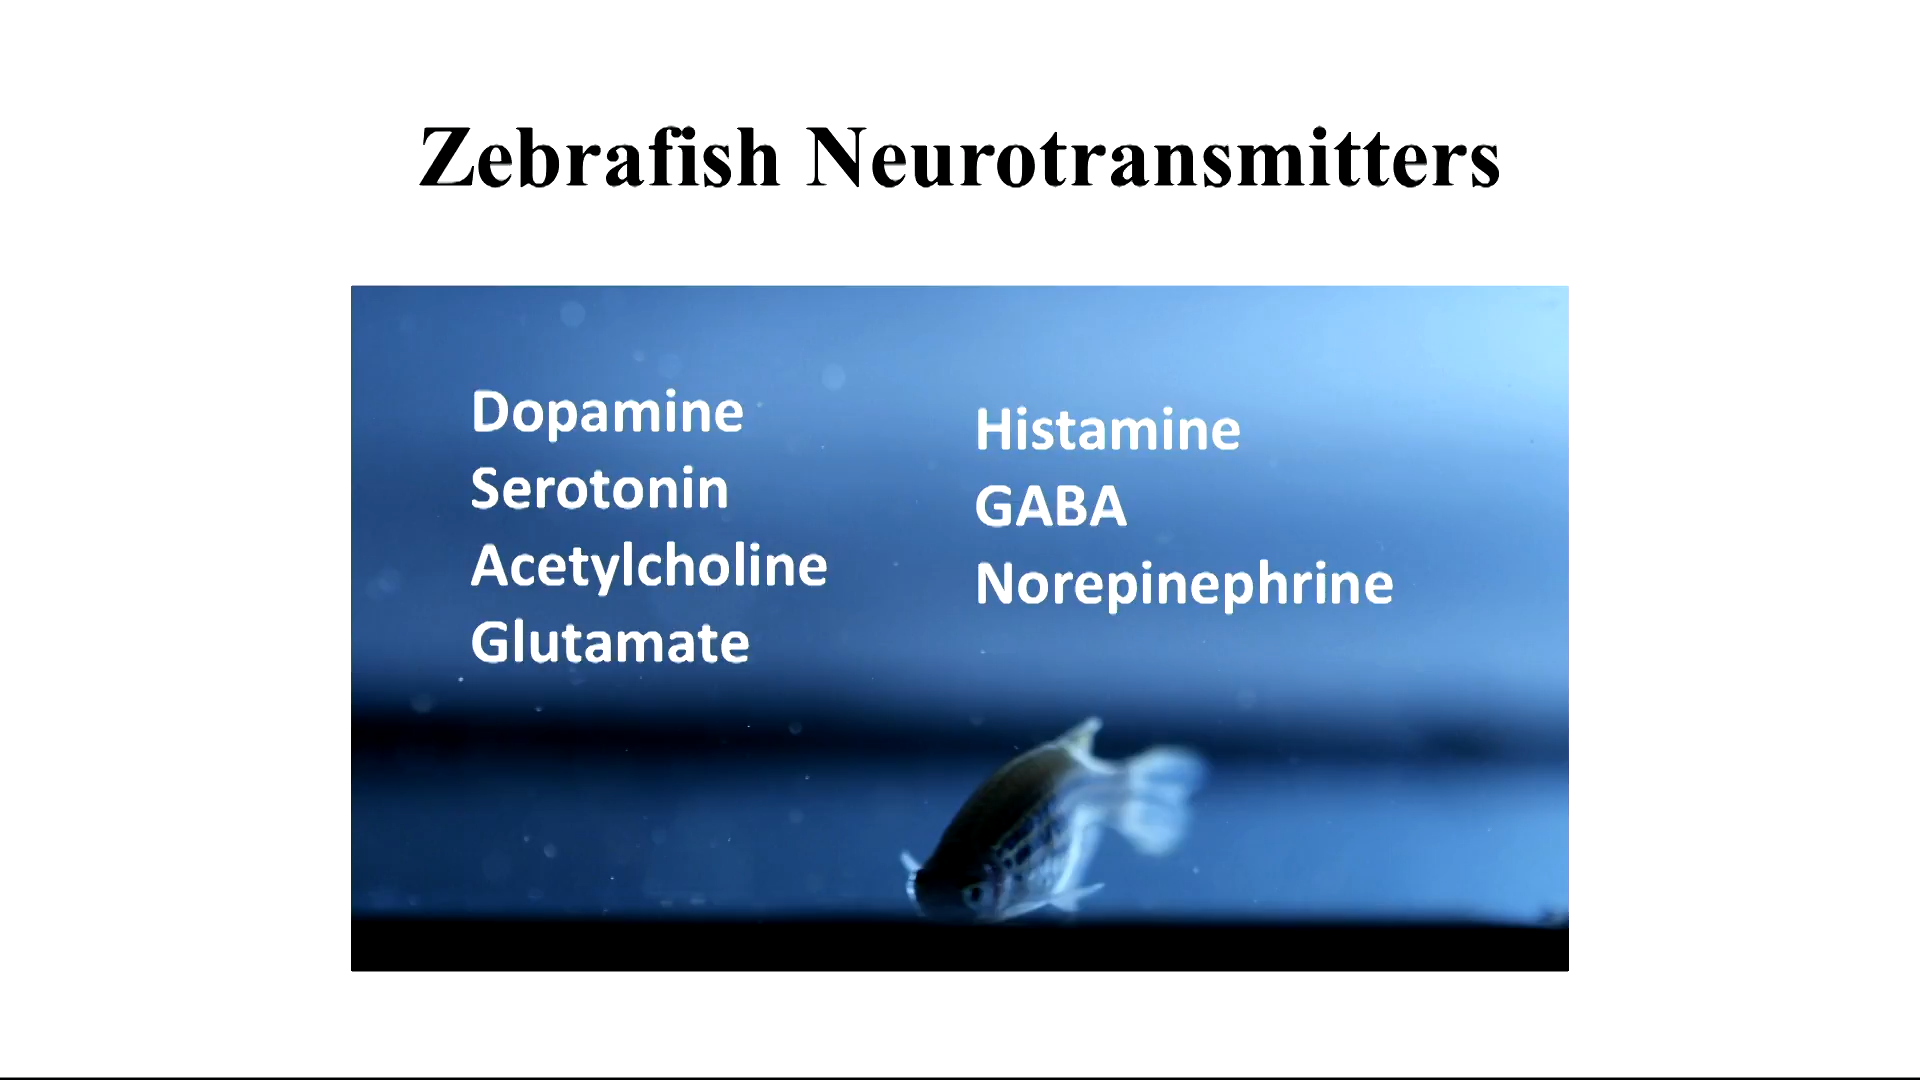 Zebrafish Neurotransmitters
Dopamine
Serotonin
Acetylcholine
Glutamate
Histamine
GABA
Norepinephrine